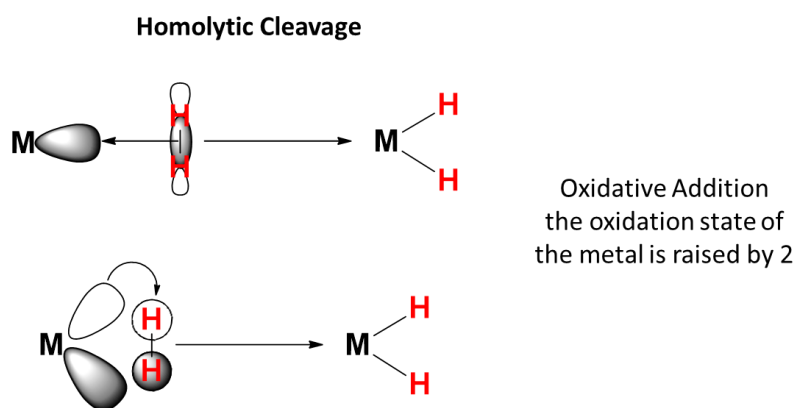 Homolytic Cleavage
M
H
H
H
M
H
Oxidative Addition
the oxidation state of
the metal is raised by 2
H
H
M
H
M
H
H